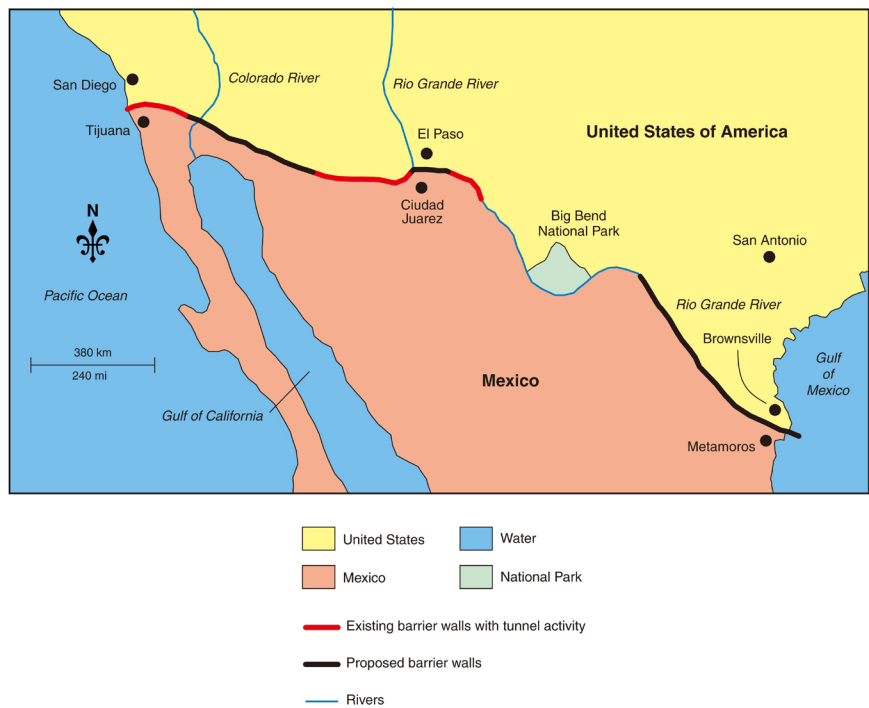 San Diego
Colorado River
Rio Grande River
Tijuana
El Paso
United States of America
Ciudad
Juarez
N
Big Bend
National Park
San Antonio
Pacific Ocean
Rio Grande River
Brownsville
380 km
240 mi
Gulf
of
Mexico
Mexico
Gulf of California
Metamoros
United States
Water
Mexico
National Park
Existing barrier walls with tunnel activity
Proposed barrier walls
Rivers